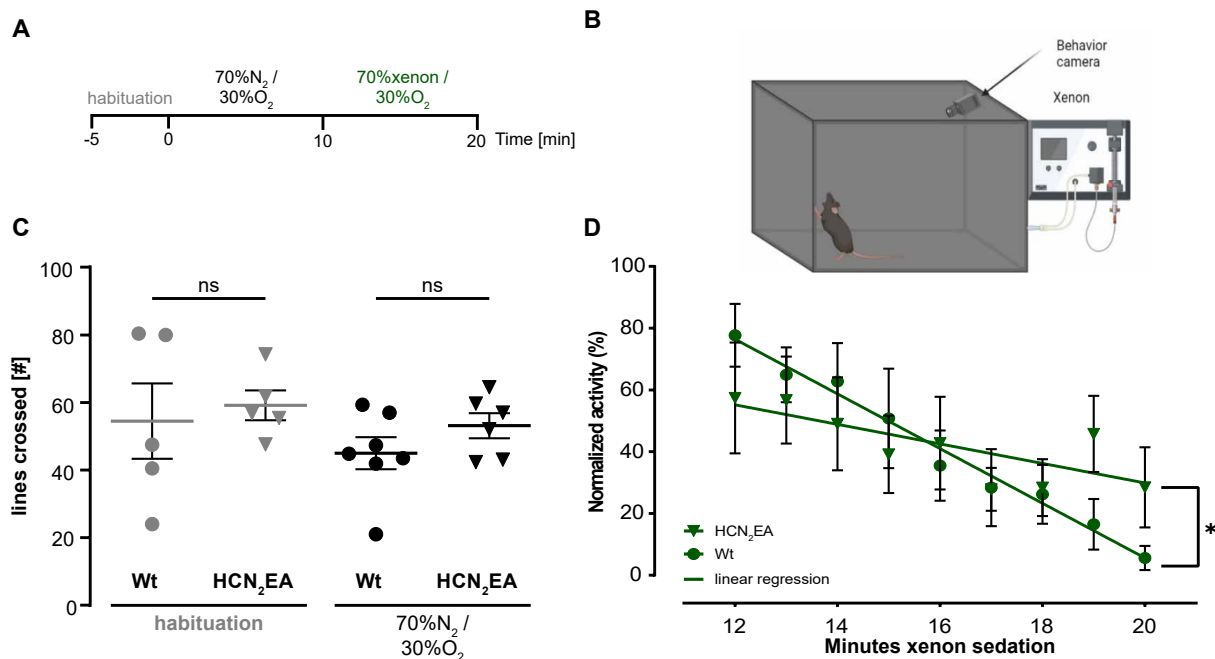 A
70%N₂ /
30%O₂
70%xenon /
30%O₂
habituation
-5
0
10
20
Time [min]
B
Behavior
camera
Xenon
C
lines crossed [#]
100
80
60
40
20
0
ns
ns
Wt
HCN₂EA
Wt
HCN₂EA
habituation
70%N₂ /
30%O₂
D
Normalized activity (%)
100
80
60
40
20
0
HCN₂EA
Wt
linear regression
*
12
14
16
18
20
Minutes xenon sedation